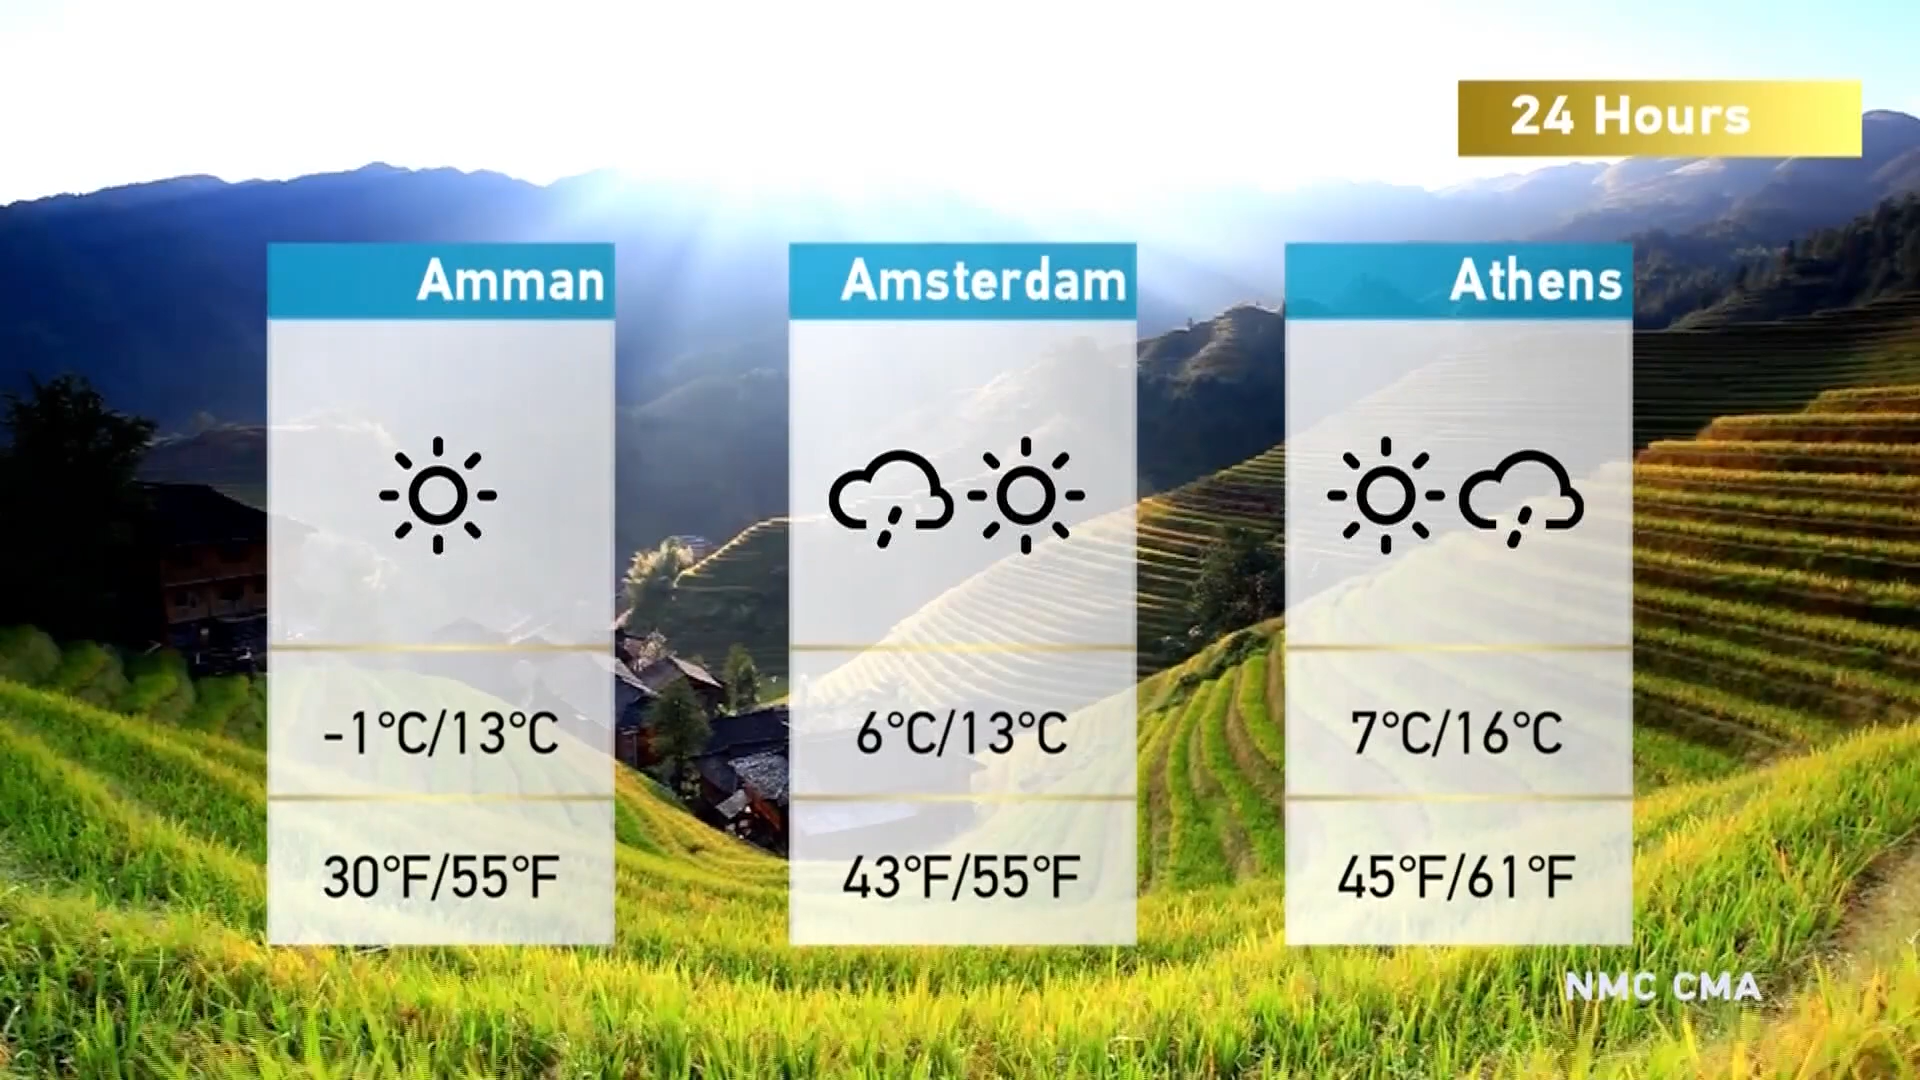 24 Hours
Amman
-1°C/13°C
30°F/55°F
Amsterdam
6°C/13°C
43°F/55°F
Athens
7°C/16°C
45°F/61°F
NMC CMA